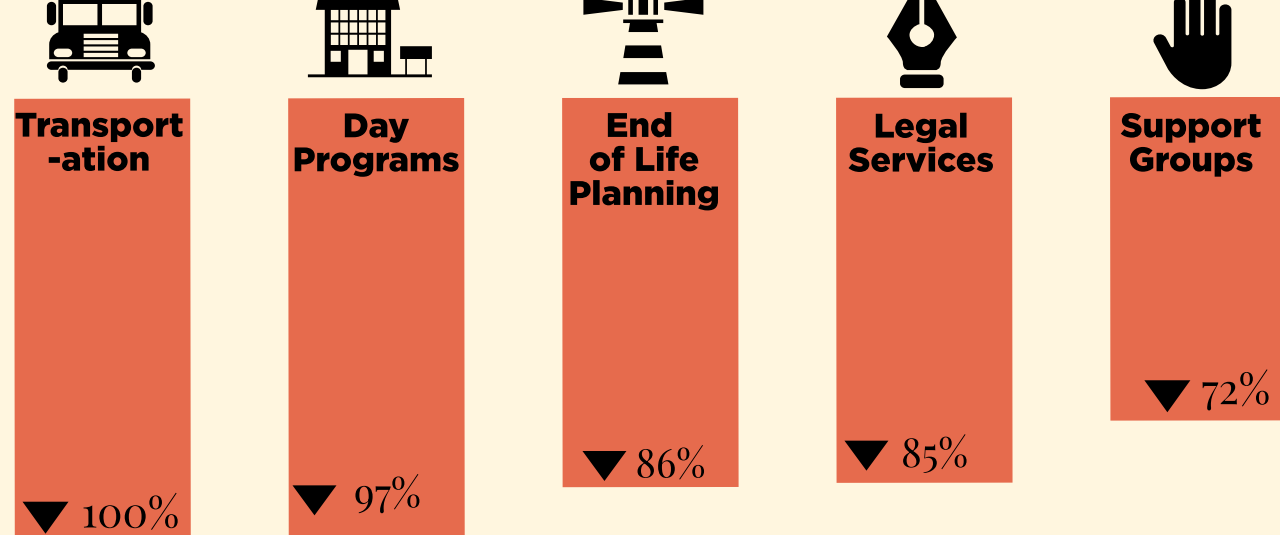 Transport
-ation
Day
Programs
End
of Life
Planning
Legal
Services
Support
Groups
100%
97%
86%
85%
72%